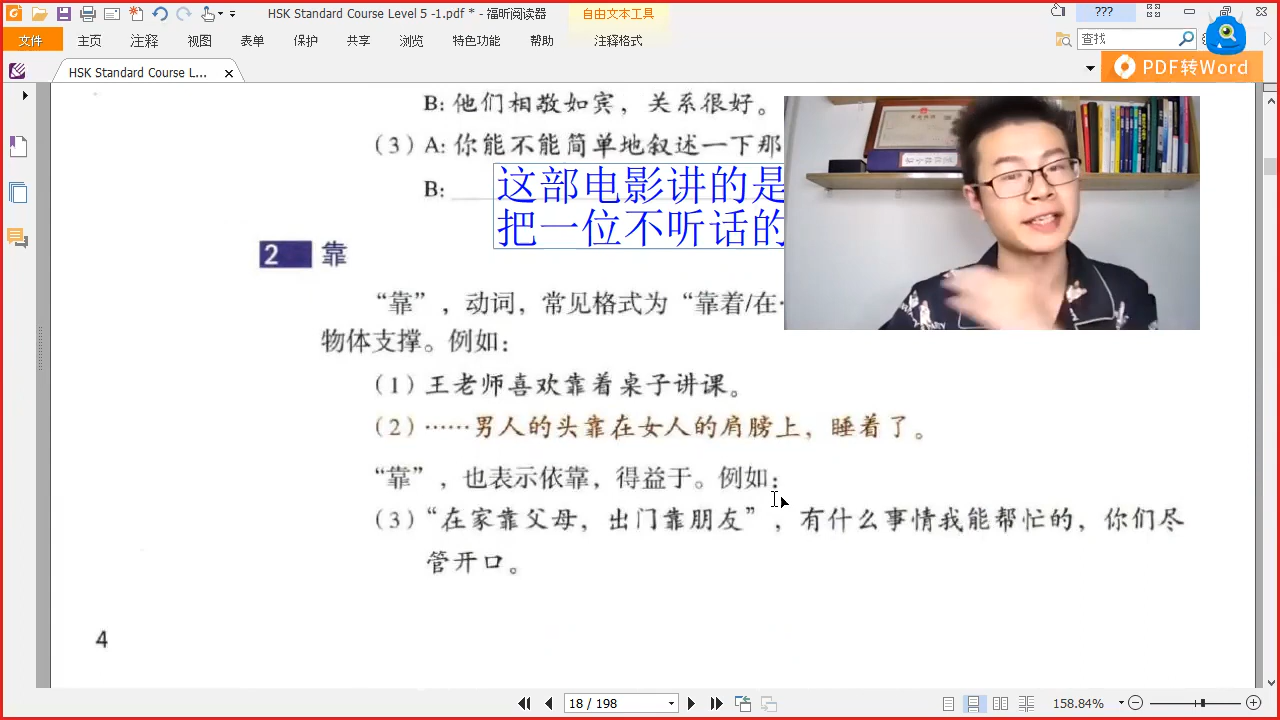 HSK Standard Course Level 5 -1.pdf * - 福昕阅读器
自由文本工具
???
文件 主页 注释 视图 表单 保护 共享 浏览 特色功能 帮助 注释格式
查找
HSK Standard Course L...
PDF转Word
B: 他们相敬如宾，关系很好。
（3）A: 你能不能简单地叙述一下那
B: 这部电影讲的是
把一位不听话的
2 靠
“靠”，动词，常见格式为“靠着/在
物体支撑。例如：
（1）王老师喜欢靠着桌子讲课。
（2）……男人的头靠在女人的肩膀上，睡着了。
“靠”，也表示依靠，得益于。例如：
（3）“在家靠父母，出门靠朋友”，有什么事情我能帮忙的，你们尽
管开口。
4
18 / 198
158.84%